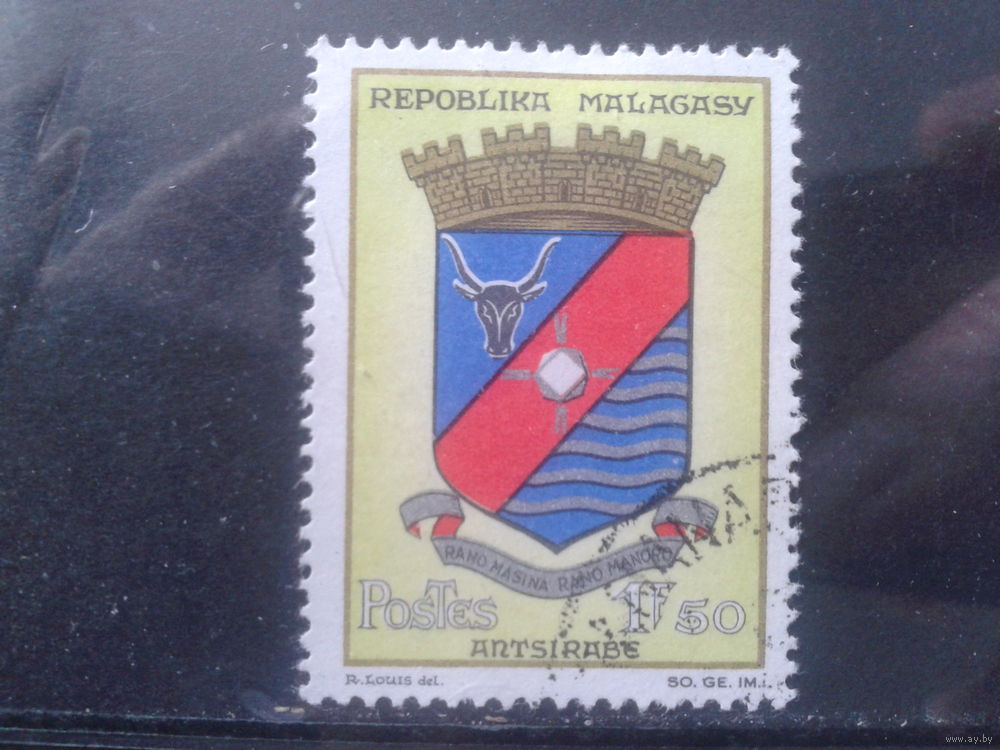 REPOBLIKA MALAGASY
RANO MASINA RANO MANORO
POSTES 1F50
ANTSIRABE
R. LOUIS del. SO. GE. IM.
www.ay.by